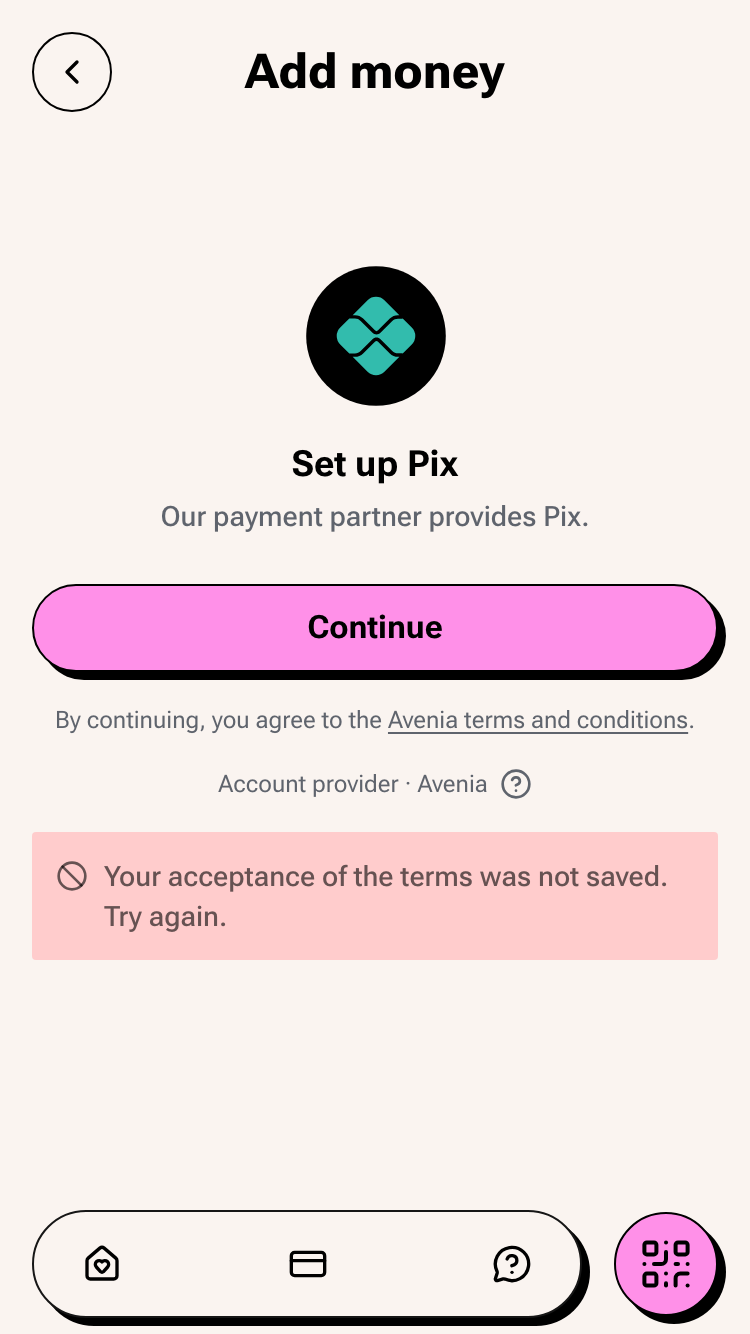 Add money
Set up Pix
Our payment partner provides Pix.
Continue
By continuing, you agree to the Avenia terms and conditions.
Account provider · Avenia
Your acceptance of the terms was not saved.
Try again.